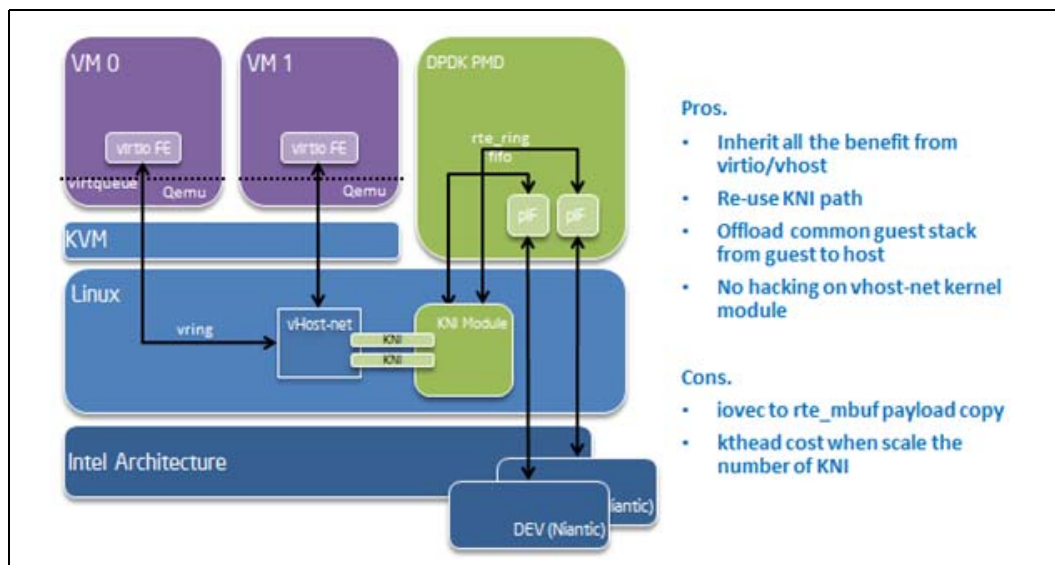 VM 0
VM 1
DPDK PMD
virtio FE
virtio FE
rte_ring
fifo
virtqueue
Qemu
Qemu
pIF
pIF
KVM
Linux
vring
vHost-net
KNI
KNI
KNI Module
Intel Architecture
iantic)
DEV (Niantic)
Pros.
• Inherit all the benefit from
virtio/vhost
• Re-use KNI path
• Offload common guest stack
from guest to host
• No hacking on vhost-net kernel
module
Cons.
• iovec to rte_mbuf payload copy
• kthead cost when scale the
number of KNI